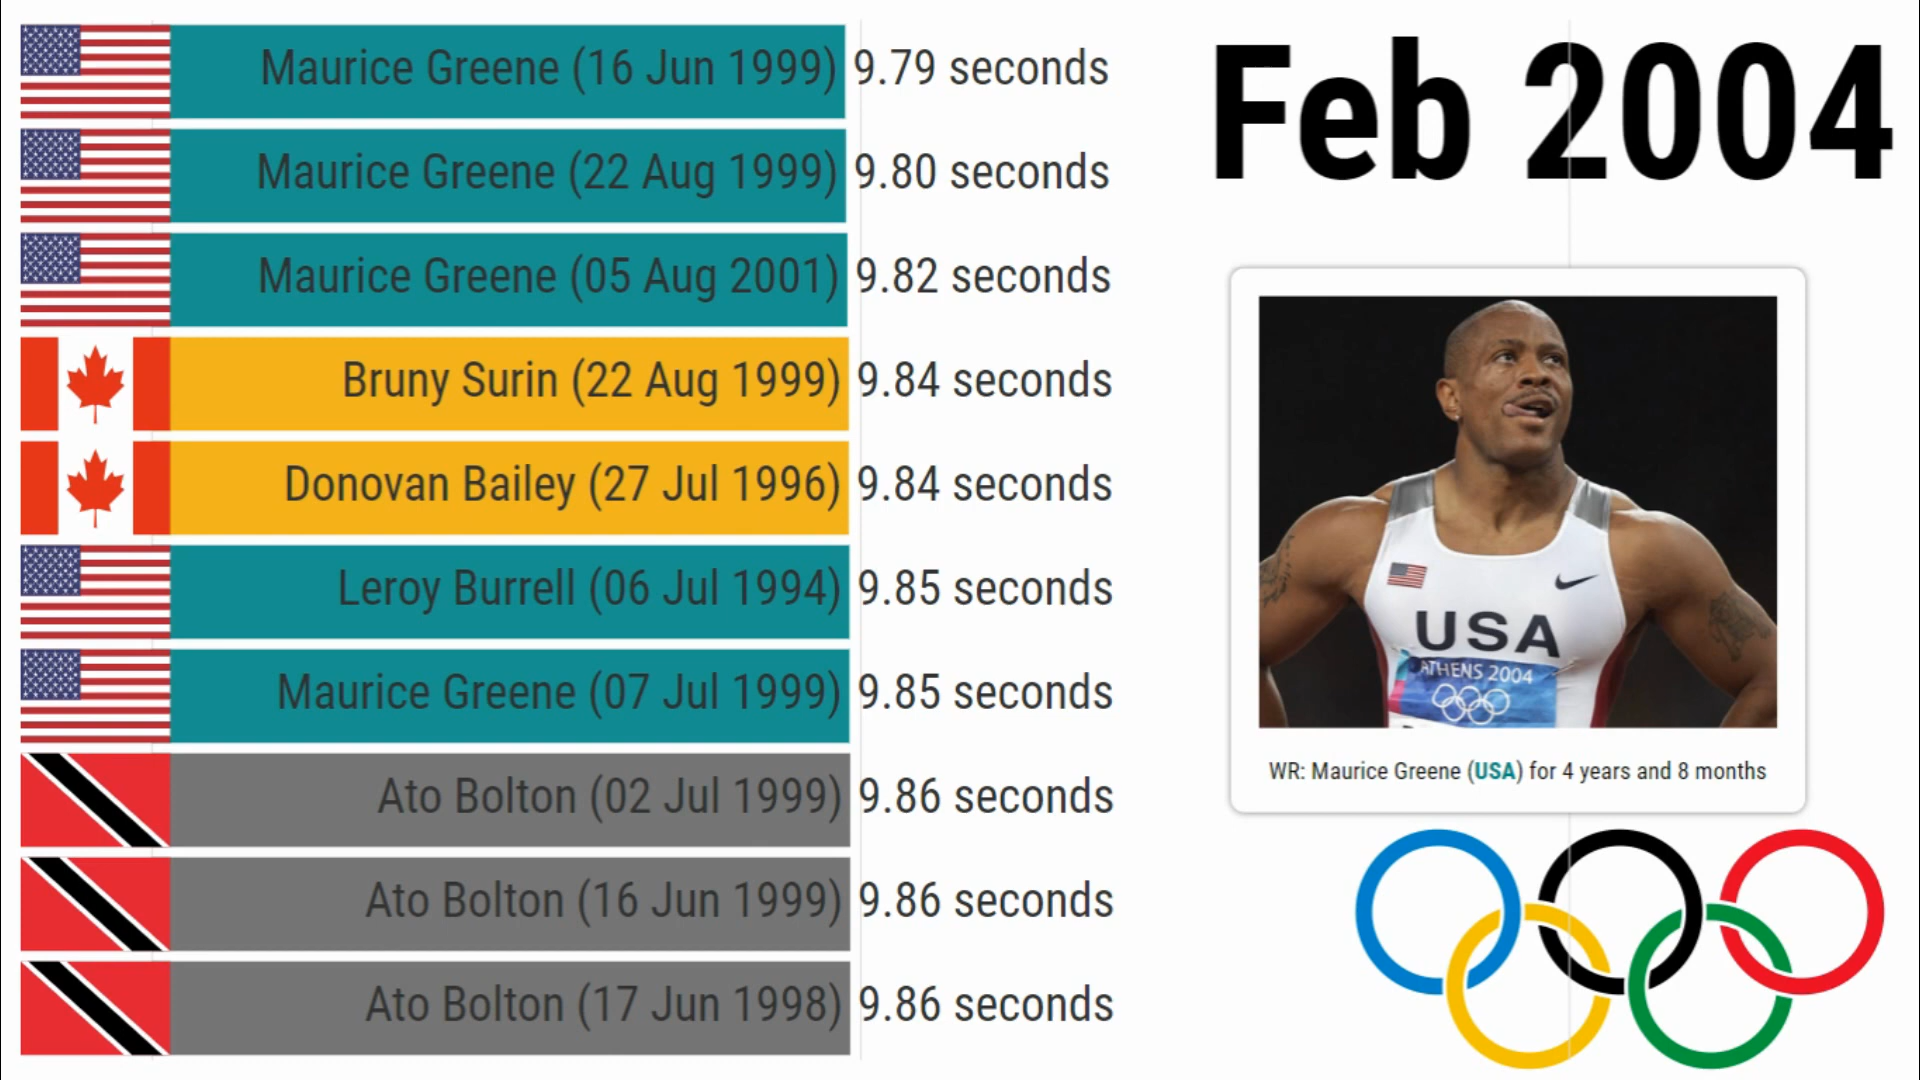 Maurice Greene (16 Jun 1999) 9.79 seconds
Maurice Greene (22 Aug 1999) 9.80 seconds
Maurice Greene (05 Aug 2001) 9.82 seconds
Bruny Surin (22 Aug 1999) 9.84 seconds
Donovan Bailey (27 Jul 1996) 9.84 seconds
Leroy Burrell (06 Jul 1994) 9.85 seconds
Maurice Greene (07 Jul 1999) 9.85 seconds
Ato Bolton (02 Jul 1999) 9.86 seconds
Ato Bolton (16 Jun 1999) 9.86 seconds
Ato Bolton (17 Jun 1998) 9.86 seconds
Feb 2004
USA
ATHENS 2004
WR: Maurice Greene (USA) for 4 years and 8 months